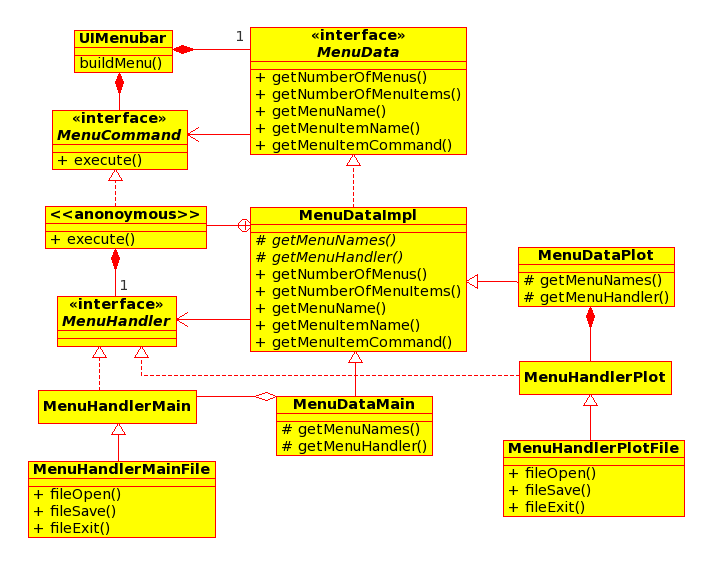 UIMenubar
buildMenu()
1
«interface»
MenuData
+ getNumberOfMenus()
+ getNumberOfMenuItems()
+ getMenuName()
+ getMenuItemName()
+ getMenuItemCommand()
«interface»
MenuCommand
+ execute()
<<anonoymous>>
+ execute()
MenuDataImpl
# getMenuNames()
# getMenuHandler()
+ getNumberOfMenus()
+ getNumberOfMenuItems()
+ getMenuName()
+ getMenuItemName()
+ getMenuItemCommand()
MenuDataPlot
# getMenuNames()
# getMenuHandler()
1
«interface»
MenuHandler
MenuHandlerMain
MenuDataMain
# getMenuNames()
# getMenuHandler()
MenuHandlerPlot
MenuHandlerMainFile
+ fileOpen()
+ fileSave()
+ fileExit()
MenuHandlerPlotFile
+ fileOpen()
+ fileSave()
+ fileExit()